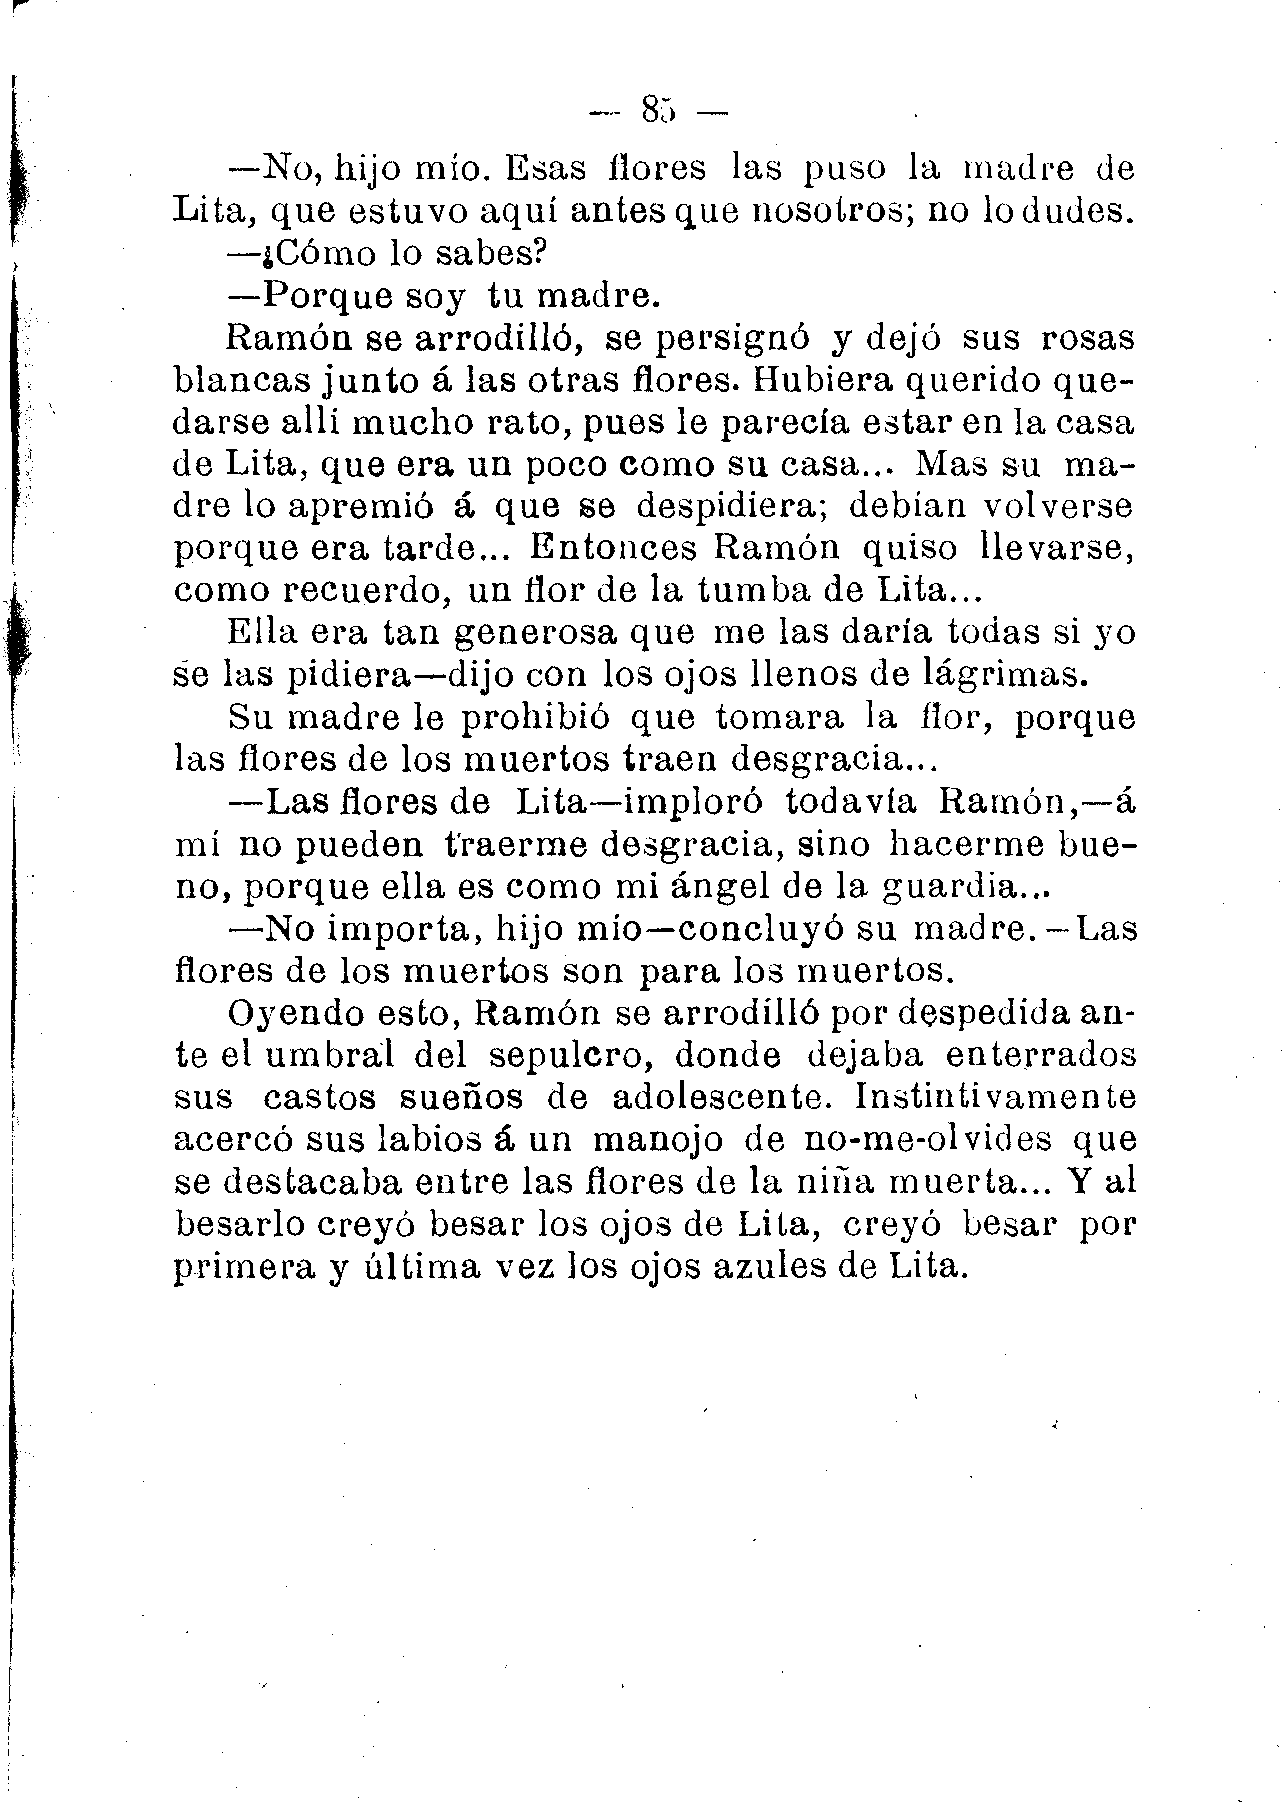 — 85 —
—No, hijo mío. Esas flores las puso la madre de
Lita, que estuvo aquí antes que nosotros; no lo dudes.
—¿Cómo lo sabes?
—Porque soy tu madre.
Ramón se arrodilló, se persignó y dejó sus rosas
blancas junto á las otras flores. Hubiera querido que-
darse alli mucho rato, pues le parecía estar en la casa
de Lita, que era un poco como su casa... Mas su ma-
dre lo apremió á que se despidiera; debían volverse
porque era tarde... Entonces Ramón quiso llevarse,
como recuerdo, un flor de la tumba de Lita...
Ella era tan generosa que me las daría todas si yo
se las pidiera—dijo con los ojos llenos de lágrimas.
Su madre le prohibió que tomara la flor, porque
las flores de los muertos traen desgracia...
—Las flores de Lita—imploró todavía Ramón,—á
mí no pueden traerme desgracia, sino hacerme bue-
no, porque ella es como mi ángel de la guardia...
—No importa, hijo mío—concluyó su madre.—Las
flores de los muertos son para los muertos.
Oyendo esto, Ramón se arrodilló por despedida an-
te el umbral del sepulcro, donde dejaba enterrados
sus castos sueños de adolescente. Instintivamente
acercó sus labios á un manojo de no-me-olvides que
se destacaba entre las flores de la niña muerta... Y al
besarlo creyó besar los ojos de Lita, creyó besar por
primera y última vez los ojos azules de Lita.